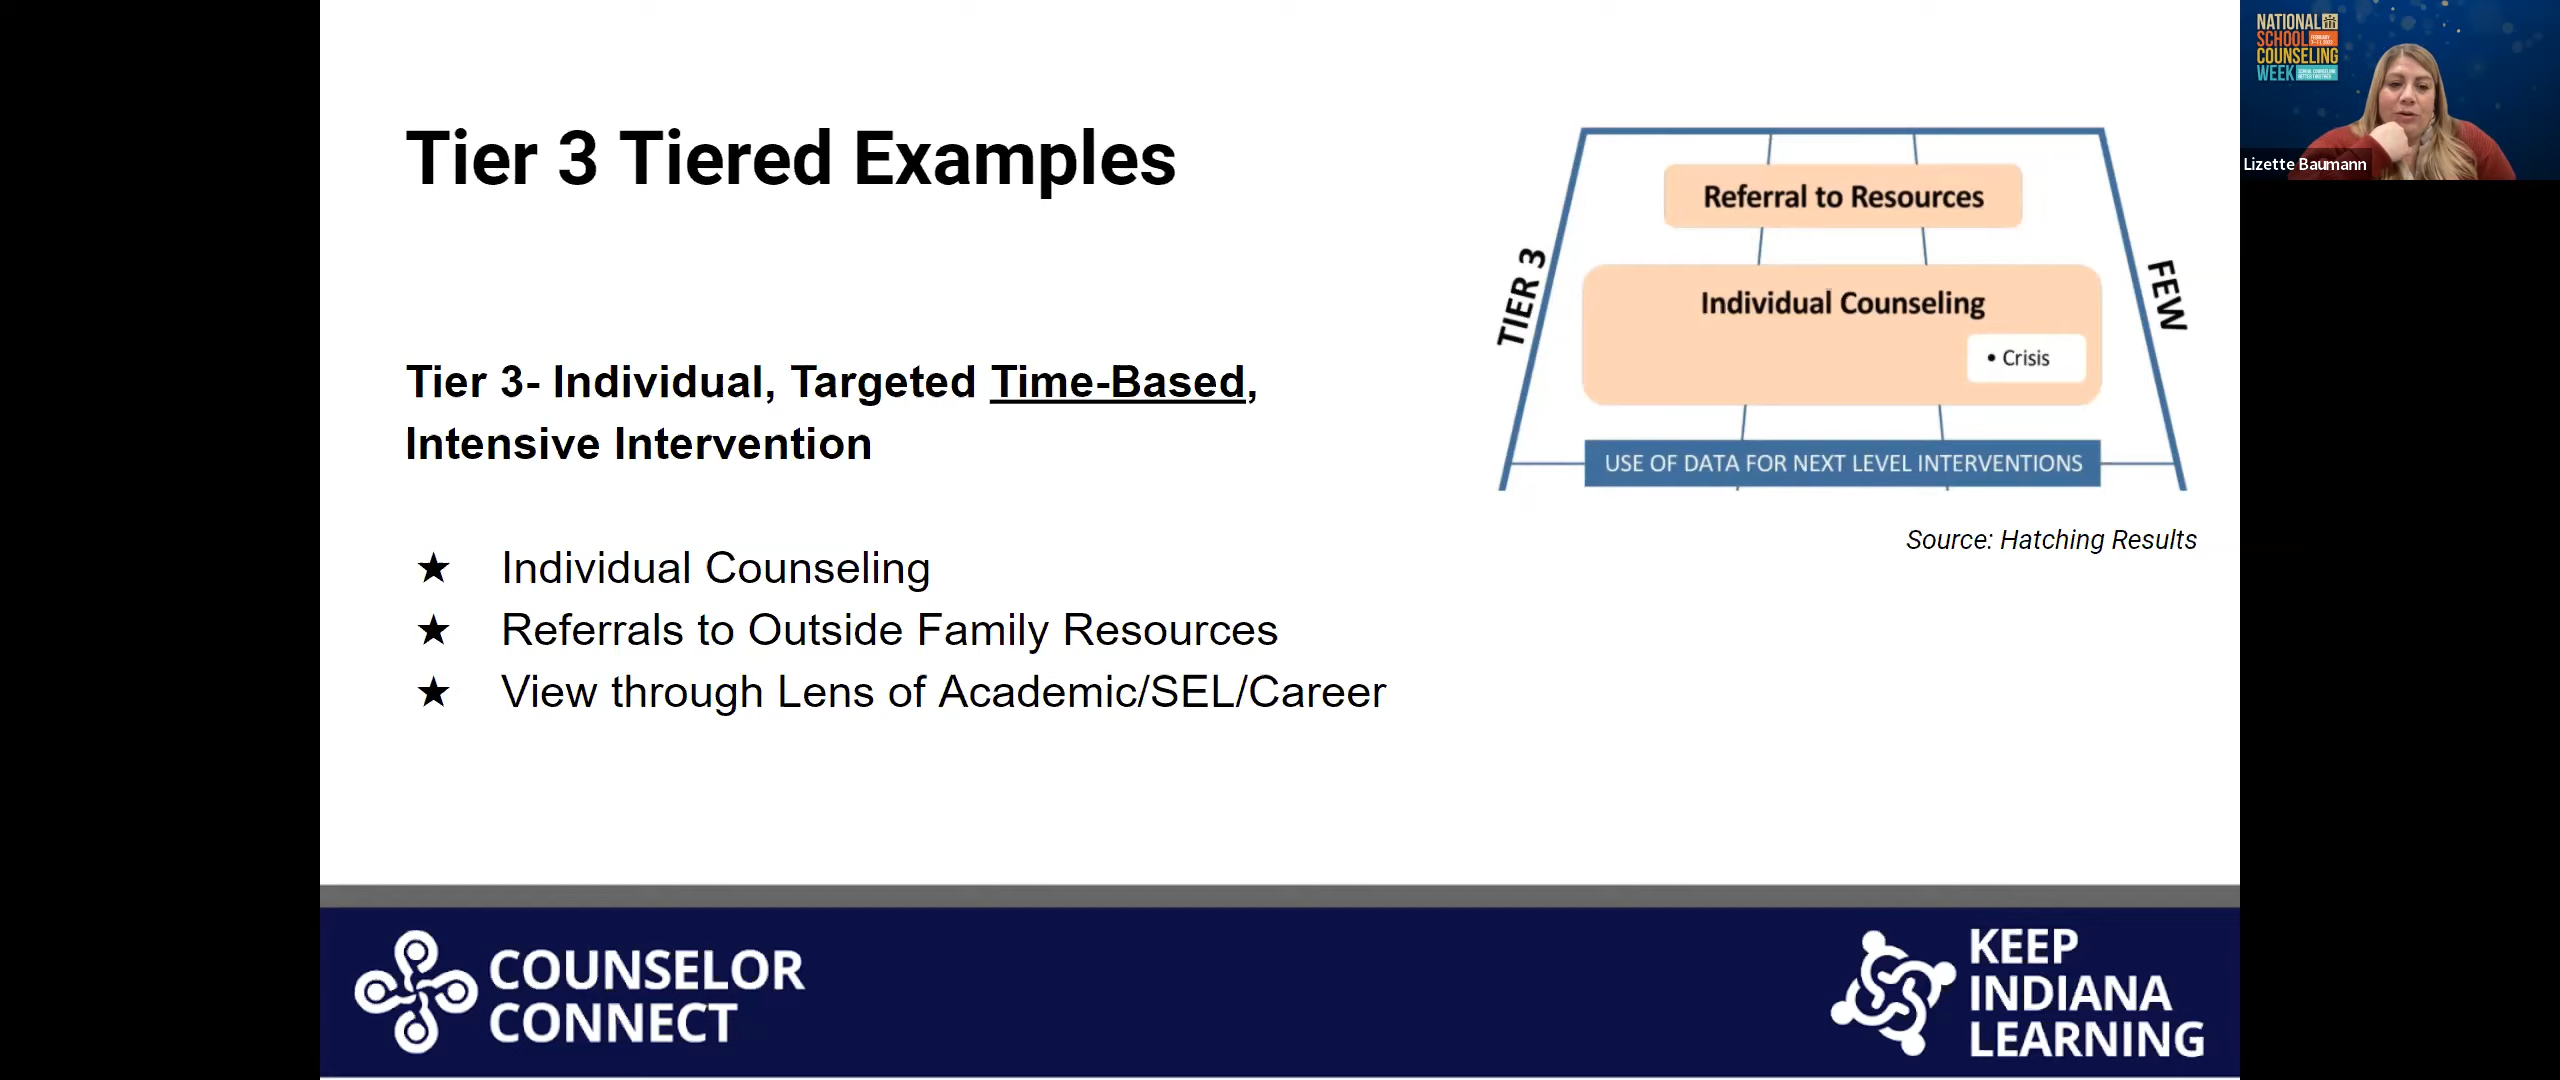 Tier 3 Tiered Examples
Tier 3- Individual, Targeted Time-Based,
Intensive Intervention
★ Individual Counseling
★ Referrals to Outside Family Resources
★ View through Lens of Academic/SEL/Career
TIER 3
Referral to Resources
Individual Counseling
• Crisis
FEW
USE OF DATA FOR NEXT LEVEL INTERVENTIONS
Source: Hatching Results
COUNSELOR
CONNECT
KEEP
INDIANA
LEARNING
NATIONAL
SCHOOL
COUNSELING
WEEK
Lizette Baumann